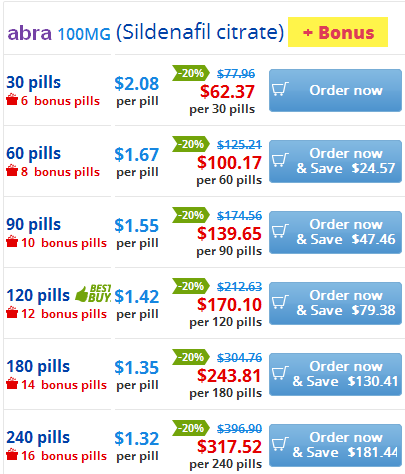 abra 100MG (Sildenafil citrate) + Bonus
30 pills
6 bonus pills
$2.08
per pill
-20% $77.96
$62.37
per 30 pills
Order now
60 pills
8 bonus pills
$1.67
per pill
-20% $125.21
$100.17
per 60 pills
Order now
& Save $24.57
90 pills
10 bonus pills
$1.55
per pill
-20% $174.56
$139.65
per 90 pills
Order now
& Save $47.46
120 pills BEST
BUY
12 bonus pills
$1.42
per pill
-20% $212.63
$170.10
per 120 pills
Order now
& Save $79.38
180 pills
14 bonus pills
$1.35
per pill
-20% $304.76
$243.81
per 180 pills
Order now
& Save $130.41
240 pills
16 bonus pills
$1.32
per pill
-20% $396.90
$317.52
per 240 pills
Order now
& Save $181.44